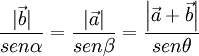 |b⃗| / senα = |a⃗| / senβ = |a⃗ + b⃗| / senθ